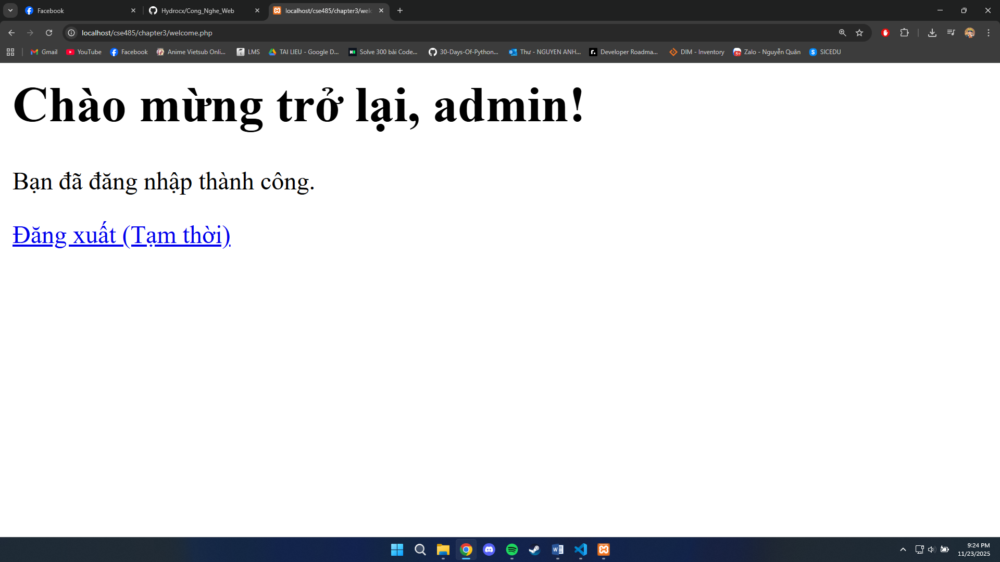 Facebook
Hydrocx/Cong_Nghe_Web
localhost/cse485/chapter3/welc
localhost/cse485/chapter3/welcome.php
Gmail
YouTube
Facebook
Anime Vietsub Onli...
LMS
TAI LIEU - Google D...
Solve 300 bài Code...
30-Days-Of-Python...
Thư - NGUYEN ANH...
Developer Roadma...
DIM - Inventory
Zalo - Nguyễn Quân
SICEDU
Chào mừng trở lại, admin!
Bạn đã đăng nhập thành công.
Đăng xuất (Tạm thời)
9:24 PM
11/23/2025